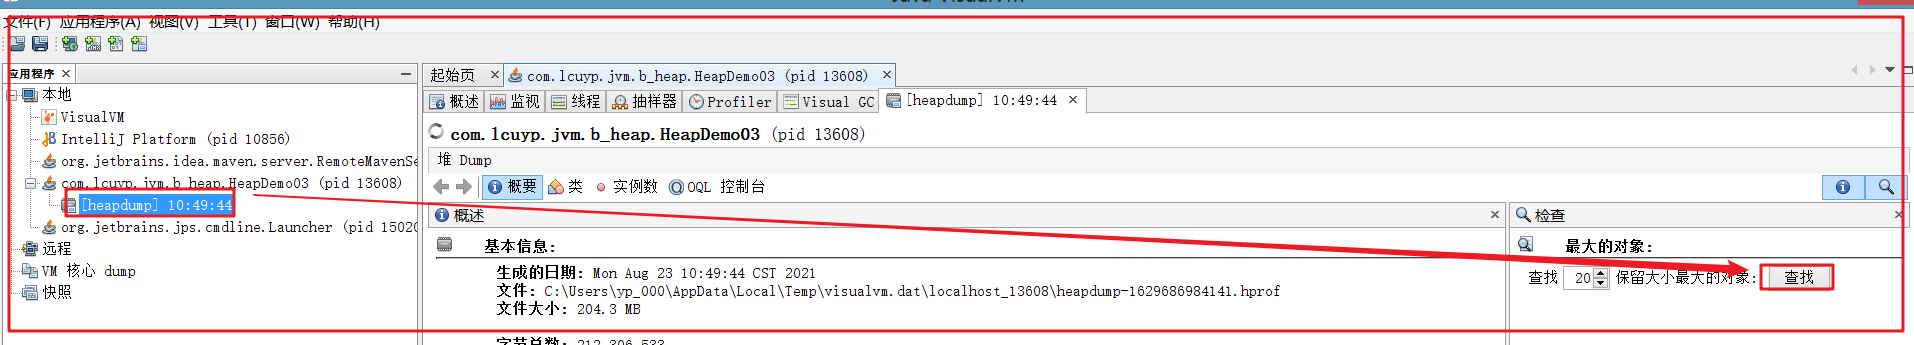 Java VisualVM
文件(F) 应用程序(A) 视图(V) 工具(T) 窗口(W) 帮助(H)
应用程序
本地
VisualVM
IntelliJ Platform (pid 10856)
org.jetbrains.idea.maven.server.RemoteMavenSe
com.lcuyp.jvm.b_heap.HeapDemo03 (pid 13608)
[heapdump] 10:49:44
org.jetbrains.jps.cmdline.Launcher (pid 15020
远程
VM 核心 dump
快照
起始页 com.lcuyp.jvm.b_heap.HeapDemo03 (pid 13608)
概述 监视 线程 抽样器 Profiler Visual GC [heapdump] 10:49:44
com.lcuyp.jvm.b_heap.HeapDemo03 (pid 13608)
堆 Dump
概要 类 实例数 OQL 控制台
概述
基本信息:
生成的日期: Mon Aug 23 10:49:44 CST 2021
文件: C:\Users\yp_000\AppData\Local\Temp\visualvm.dat\localhost_13608\heapdump-1629686984141.hprof
文件大小: 204.3 MB
字节总数: 212,306,533
检查
最大的对象:
查找 20 保留大小最大的对象: 查找